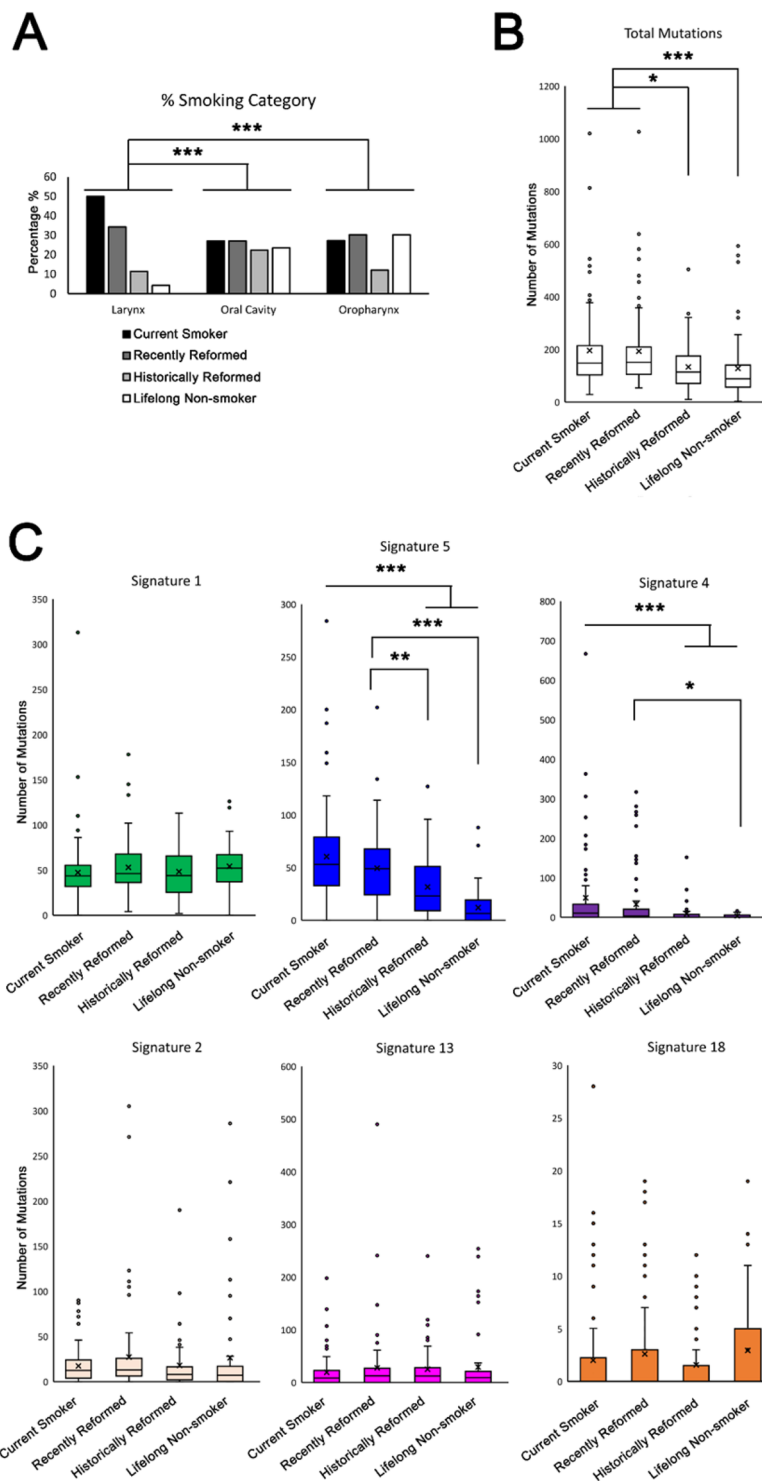 A
% Smoking Category
***
***
Percentage %
60
50
40
30
20
10
0
Larynx
Oral Cavity
Oropharynx
Current Smoker
Recently Reformed
Historically Reformed
Lifelong Non-smoker
B
Total Mutations
***
*
Number of Mutations
1200
1000
800
600
400
200
0
Current Smoker
Recently Reformed
Historically Reformed
Lifelong Non-smoker
C
Signature 1
Number of Mutations
350
300
250
200
150
100
50
0
Current Smoker
Recently Reformed
Historically Reformed
Lifelong Non-smoker
Signature 5
***
***
**
300
250
200
150
100
50
0
Current Smoker
Recently Reformed
Historically Reformed
Lifelong Non-smoker
Signature 4
***
*
800
700
600
500
400
300
200
100
0
Current Smoker
Recently Reformed
Historically Reformed
Lifelong Non-smoker
Signature 2
Number of Mutations
350
300
250
200
150
100
50
0
Current Smoker
Recently Reformed
Historically Reformed
Lifelong Non-smoker
Signature 13
600
500
400
300
200
100
0
Current Smoker
Recently Reformed
Historically Reformed
Lifelong Non-smoker
Signature 18
30
25
20
15
10
5
0
Current Smoker
Recently Reformed
Historically Reformed
Lifelong Non-smoker